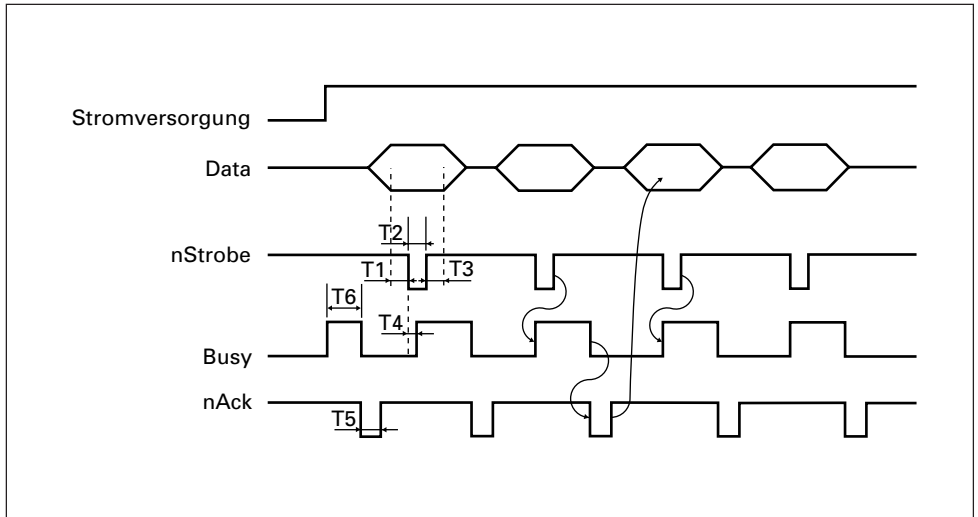 Stromversorgung
Data
T2
nStrobe
T1
T3
T6
T4
Busy
nAck
T5